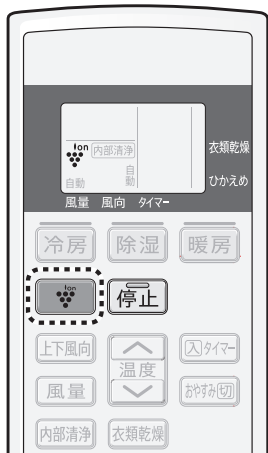 Ion
内部清浄
自動
自動
衣類乾燥
ひかえめ
風量 風向 タイマー
冷房 除湿 暖房
Ion 停止
上下風向 入タイマー
温度
風量 おやすみ切
内部清浄 衣類乾燥